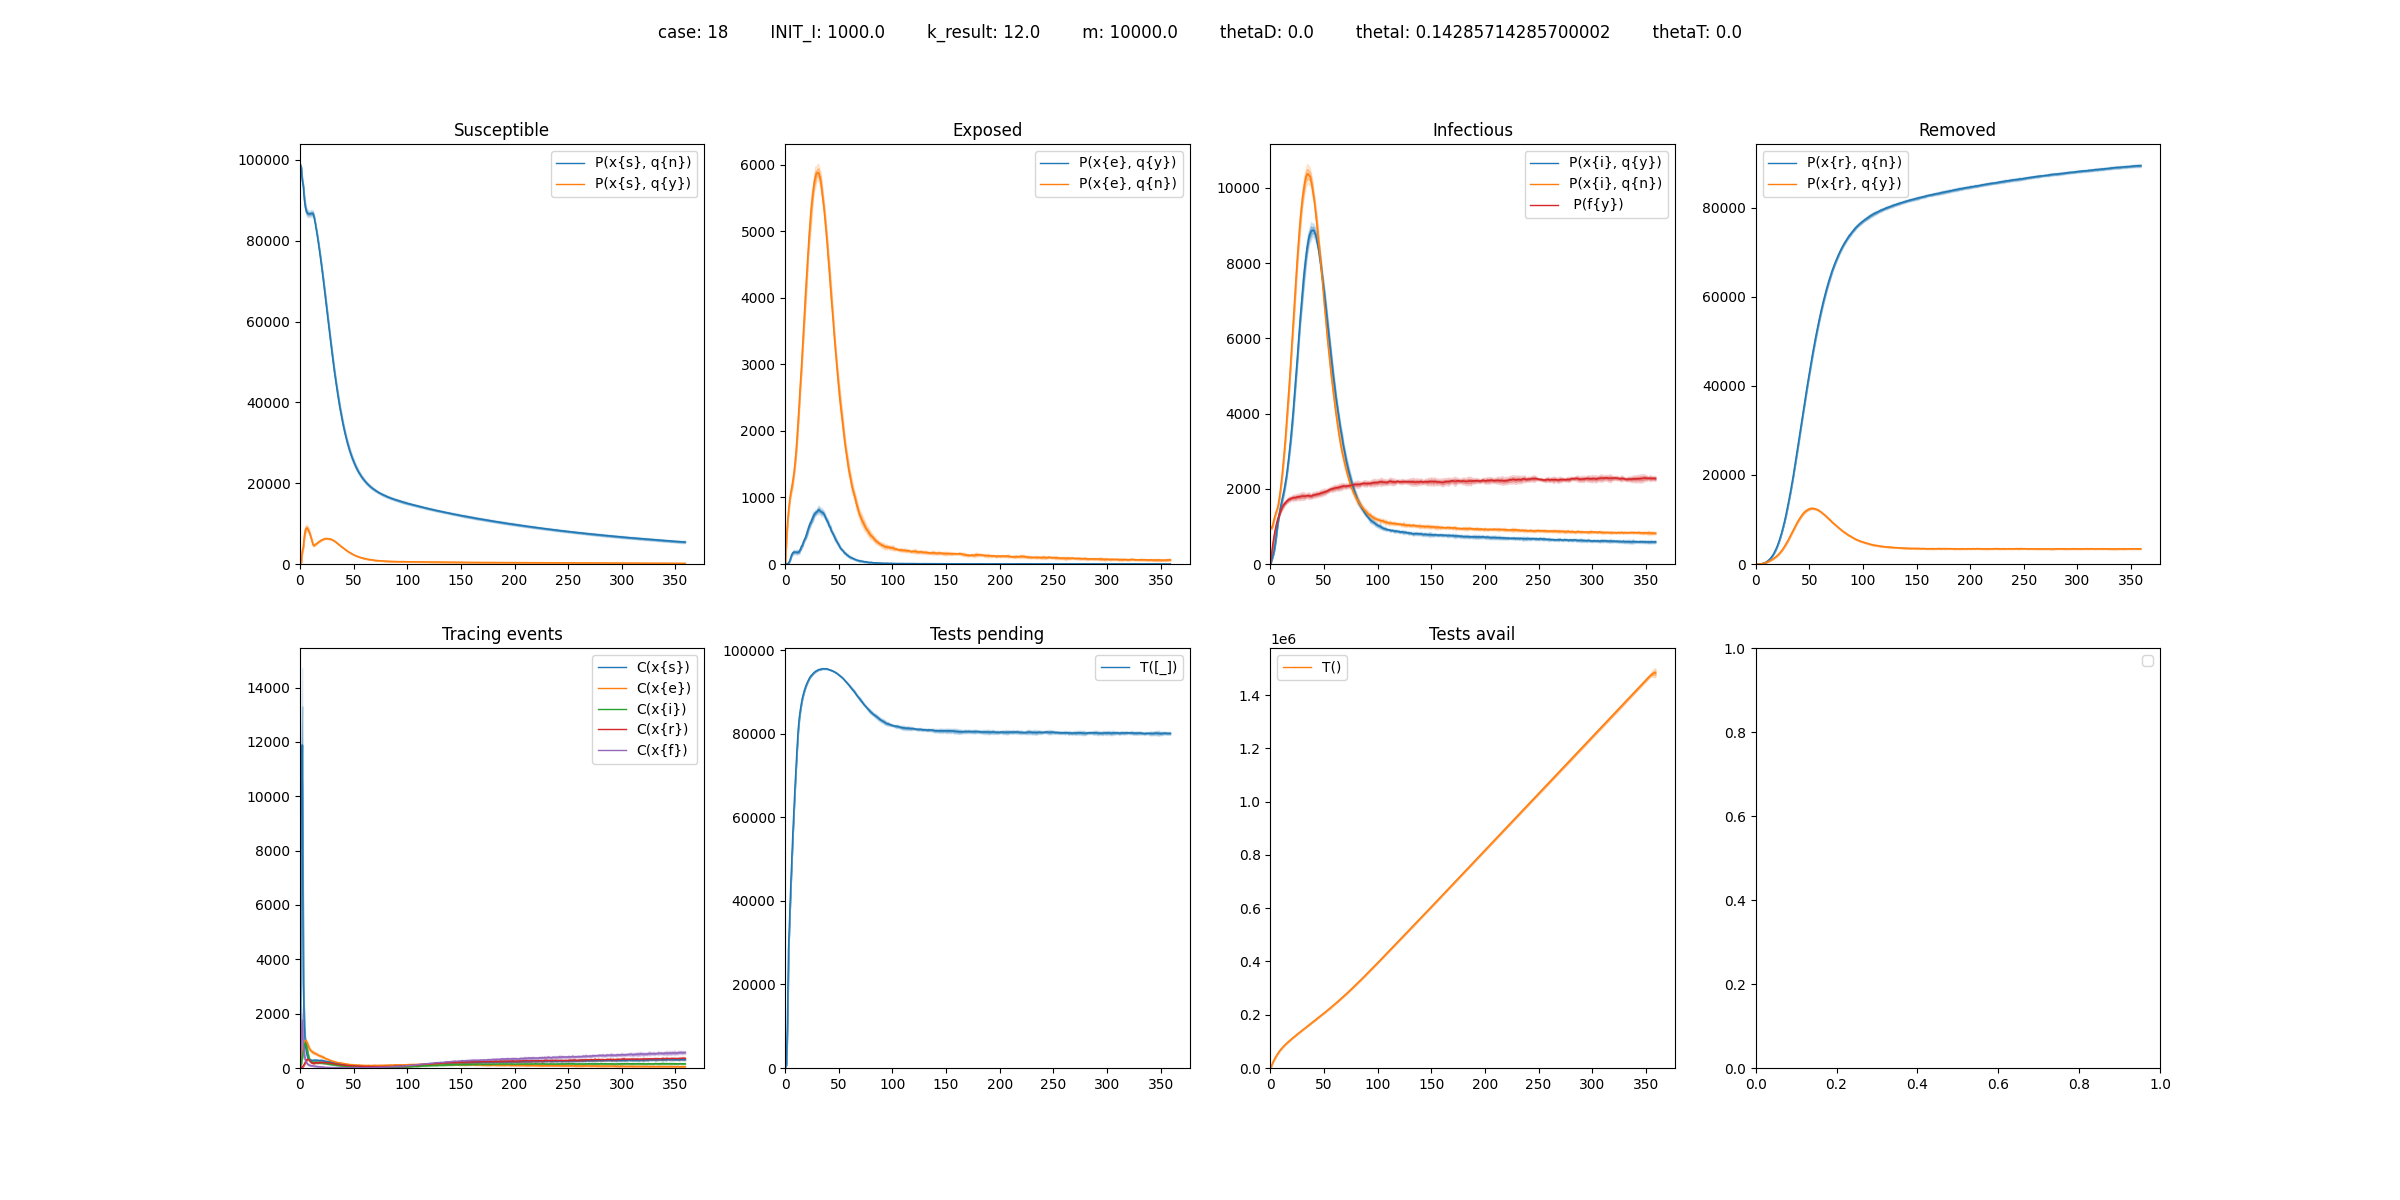 case: 18 INIT_I: 1000.0 k_result: 12.0 m: 10000.0 thetaD: 0.0 thetaI: 0.14285714285700002 thetaT: 0.0
Susceptible
100000
80000
60000
40000
20000
0
P(x{s}, q{n})
P(x{s}, q{y})
0 50 100 150 200 250 300 350
Exposed
6000
5000
4000
3000
2000
1000
0
P(x{e}, q{y})
P(x{e}, q{n})
0 50 100 150 200 250 300 350
Infectious
10000
8000
6000
4000
2000
0
P(x{i}, q{y})
P(x{i}, q{n})
P(f{y})
0 50 100 150 200 250 300 350
Removed
80000
60000
40000
20000
0
P(x{r}, q{n})
P(x{r}, q{y})
0 50 100 150 200 250 300 350
Tracing events
14000
12000
10000
8000
6000
4000
2000
0
C(x{s})
C(x{e})
C(x{i})
C(x{r})
C(x{f})
0 50 100 150 200 250 300 350
Tests pending
100000
80000
60000
40000
20000
0
T([_])
0 50 100 150 200 250 300 350
Tests avail
1e6
1.4
1.2
1.0
0.8
0.6
0.4
0.2
0.0
T()
0 50 100 150 200 250 300 350
1.0
0.8
0.6
0.4
0.2
0.0
0.0 0.2 0.4 0.6 0.8 1.0